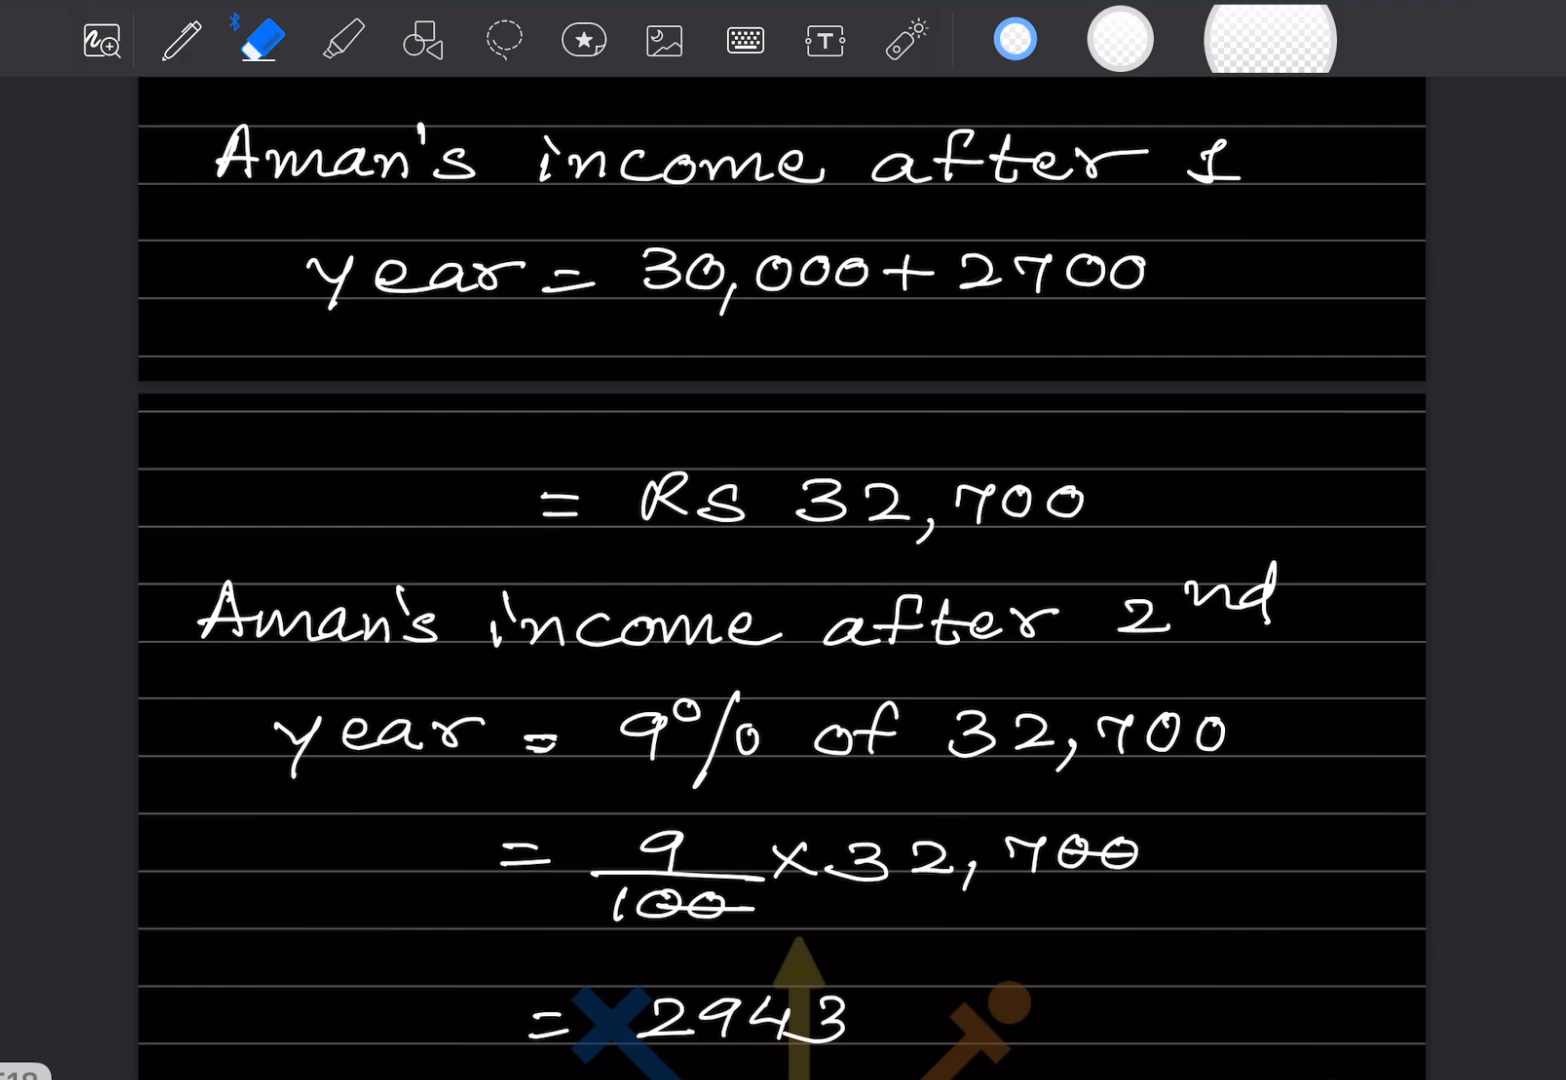 Aman's income after 1
year = 30,000 + 2700
= RS 32,700
Aman's income after 2nd
year = 9% of 32,700
= 9/100 × 32,700
= 2943